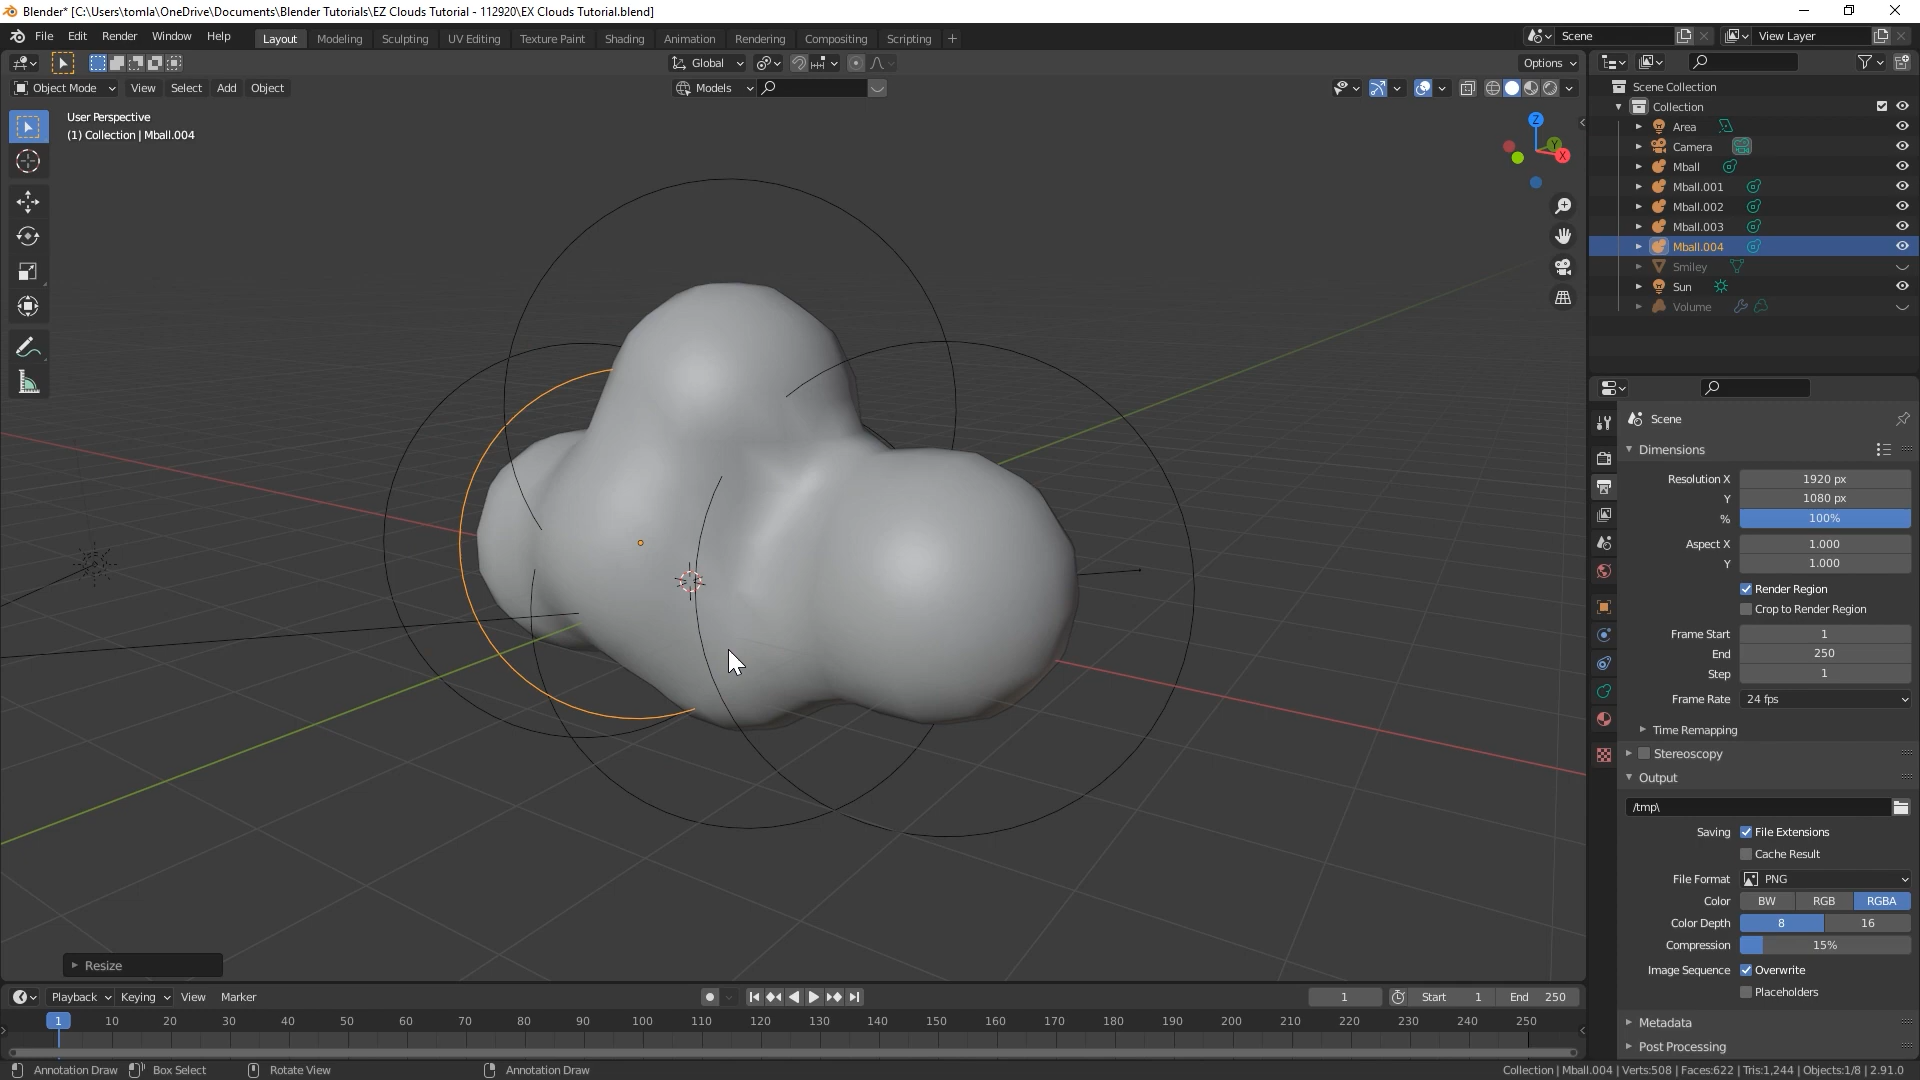 Blender* [C:\Users\tomla\OneDrive\Documents\Blender Tutorials\EZ Clouds Tutorial - 112920\EX Clouds Tutorial.blend]
File Edit Render Window Help Layout Modeling Sculpting UV Editing Texture Paint Shading Animation Rendering Compositing Scripting + Scene View Layer
Global Options
Object Mode View Select Add Object Models
User Perspective
(1) Collection | Mball.004
Z
Y
X
Scene Collection
Collection
Area
Camera
Mball
Mball.001
Mball.002
Mball.003
Mball.004
Smiley
Sun
Volume
Scene
Dimensions
Resolution X 1920 px
Y 1080 px
% 100%
Aspect X 1.000
Y 1.000
Render Region
Crop to Render Region
Frame Start 1
End 250
Step 1
Frame Rate 24 fps
Time Remapping
Stereoscopy
Output
/tmp\
Saving File Extensions
Cache Result
File Format PNG
Color BW RGB RGBA
Color Depth 8 16
Compression 15%
Image Sequence Overwrite
Placeholders
Metadata
Post Processing
Resize
Playback Keying View Marker 1 Start 1 End 250
1 10 20 30 40 50 60 70 80 90 100 110 120 130 140 150 160 170 180 190 200 210 220 230 240 250
Annotation Draw Box Select Rotate View Annotation Draw Collection | Mball.004 | Verts:508 | Faces:622 | Tris:1,244 | Objects:1/8 | 2.91.0